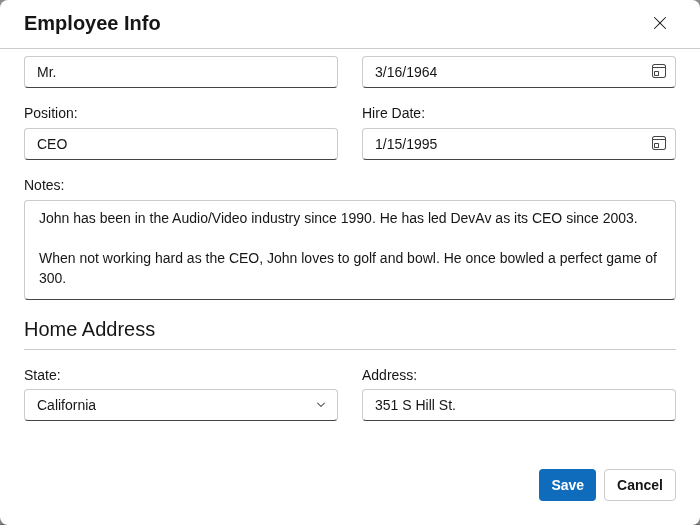 Employee Info
Mr.
3/16/1964
Position:
Hire Date:
CEO
1/15/1995
Notes:
John has been in the Audio/Video industry since 1990. He has led DevAv as its CEO since 2003.
When not working hard as the CEO, John loves to golf and bowl. He once bowled a perfect game of
300.
Home Address
State:
Address:
California
351 S Hill St.
Save
Cancel